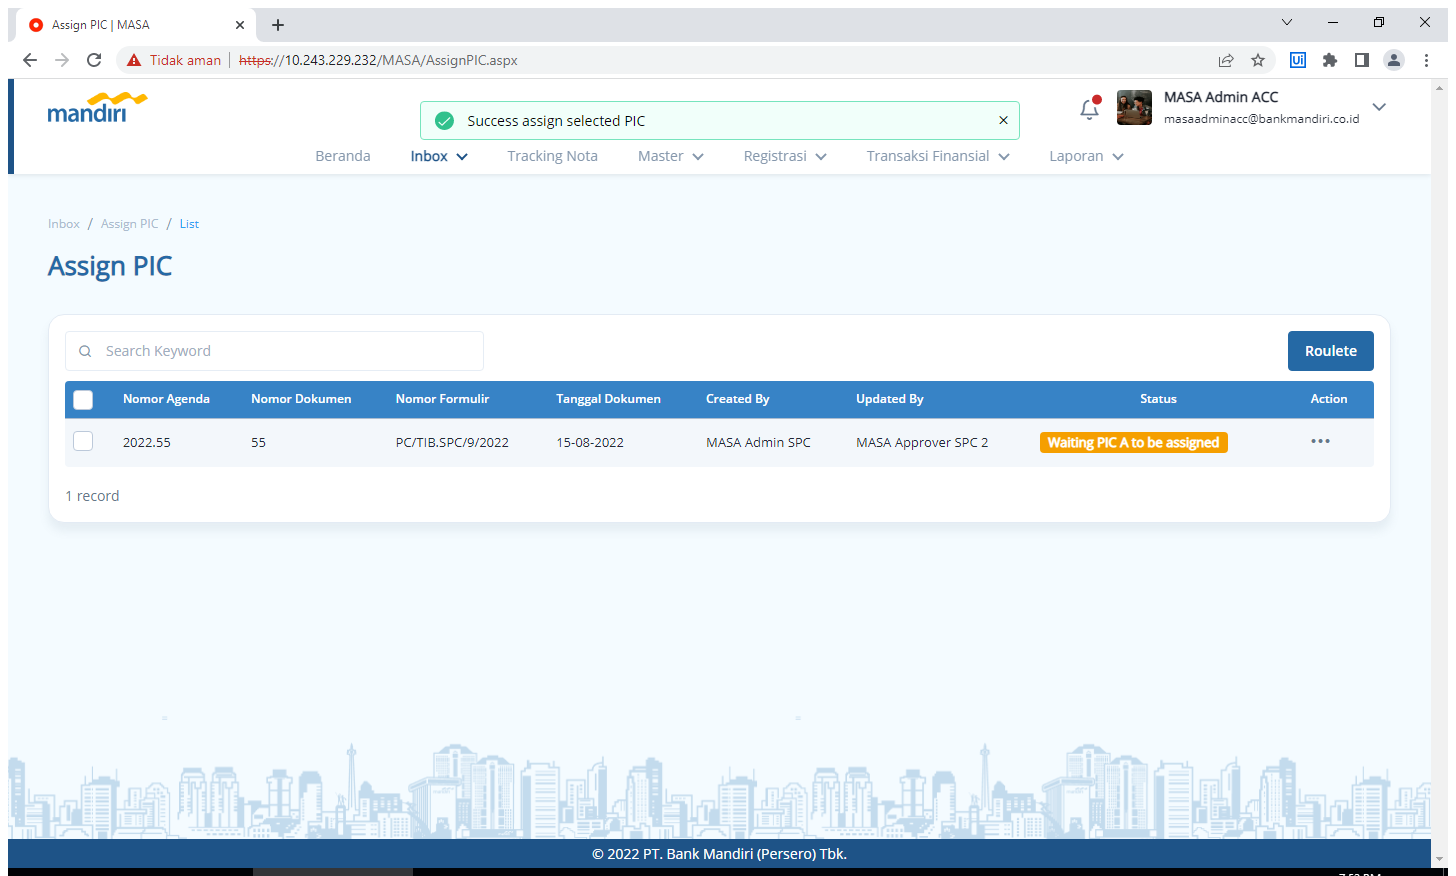 Assign PIC | MASA
Tidak aman | https://10.243.229.232/MASA/AssignPIC.aspx
Ui
mandiri
Success assign selected PIC
MASA Admin ACC
masaadminacc@bankmandiri.co.id
Beranda Inbox Tracking Nota Master Registrasi Transaksi Finansial Laporan
Inbox / Assign PIC / List
Assign PIC
Search Keyword
Roulete
Nomor Agenda Nomor Dokumen Nomor Formulir Tanggal Dokumen Created By Updated By Status Action
2022.55 55 PC/TIB.SPC/9/2022 15-08-2022 MASA Admin SPC MASA Approver SPC 2 Waiting PIC A to be assigned
1 record
© 2022 PT. Bank Mandiri (Persero) Tbk.